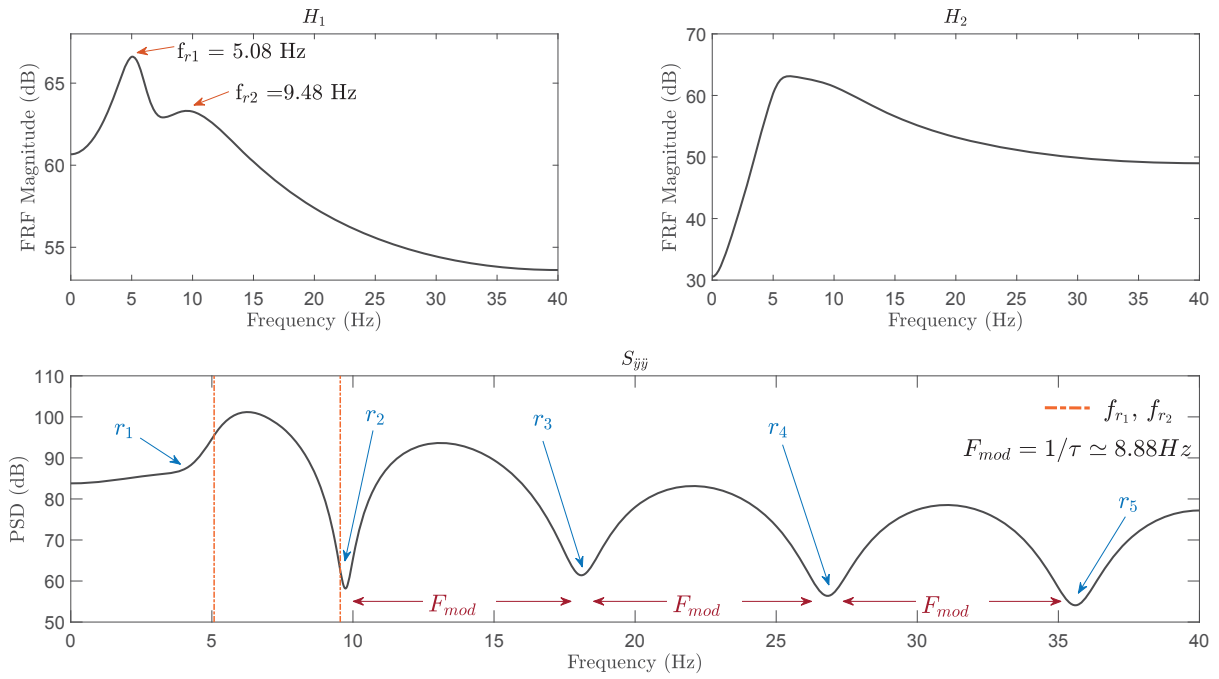 H₁
FRF Magnitude (dB)
65
60
55
f_r1 = 5.08 Hz
f_r2 =9.48 Hz
0 5 10 15 20 25 30 35 40
Frequency (Hz)
H₂
FRF Magnitude (dB)
70
60
50
40
30
0 5 10 15 20 25 30 35 40
Frequency (Hz)
S_ÿÿ
PSD (dB)
110
100
90
80
70
60
50
r₁
r₂
r₃
r₄
r₅
f_r₁, f_r₂
F_mod = 1/τ ≃ 8.88Hz
F_mod
F_mod
F_mod
0 5 10 15 20 25 30 35 40
Frequency (Hz)